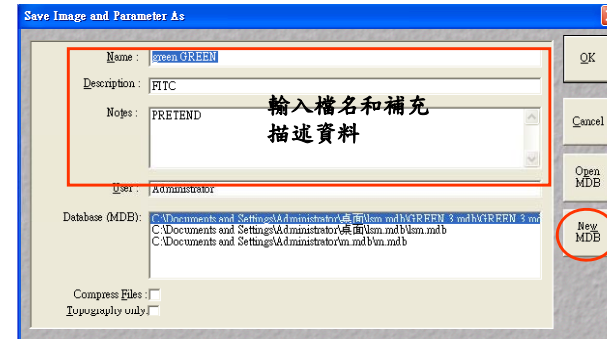 Save Image and Parameter As
Name : green GREEN
OK
Description : FITC
Notes : PRETEND
輸入檔名和補充
描述資料
Cancel
User : Administrator
Open
MDB
Database (MDB): C:\Documents and Settings\Administrator\桌面\lsm.mdb\GREEN 3.mdb\GREEN 3.md
C:\Documents and Settings\Administrator\桌面\lsm.mdb\lsm.mdb
C:\Documents and Settings\Administrator\m.mdb\m.mdb
New
MDB
Compress Files :
Topography only: